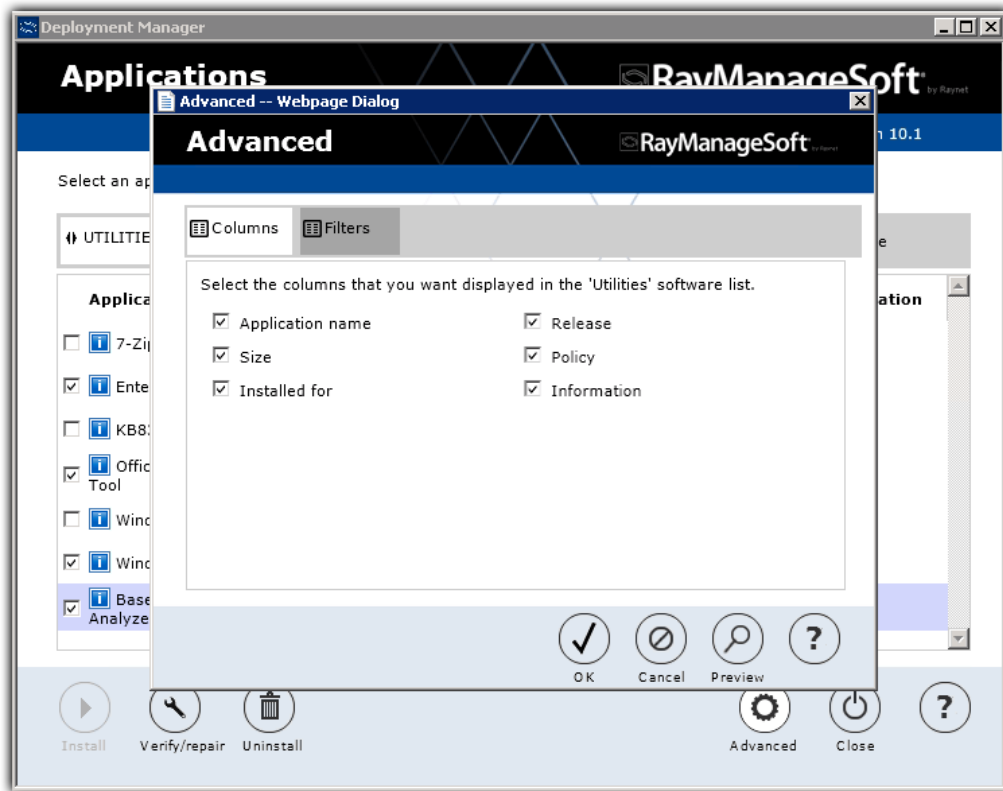 Deployment Manager
Applications
RayManageSoft by Raynet
Advanced -- Webpage Dialog
Advanced
RayManageSoft
10.1
Select an
UTILITIE
Columns
Filters
e
Select the columns that you want displayed in the 'Utilities' software list.
Applica
ation
Application name
Release
7-Zi
Size
Policy
Ente
Installed for
Information
KB8
Offic
Tool
Wind
Wind
Base
Analyze
?
OK
Cancel
Preview
?
Install
Verify/repair
Uninstall
Advanced
Close